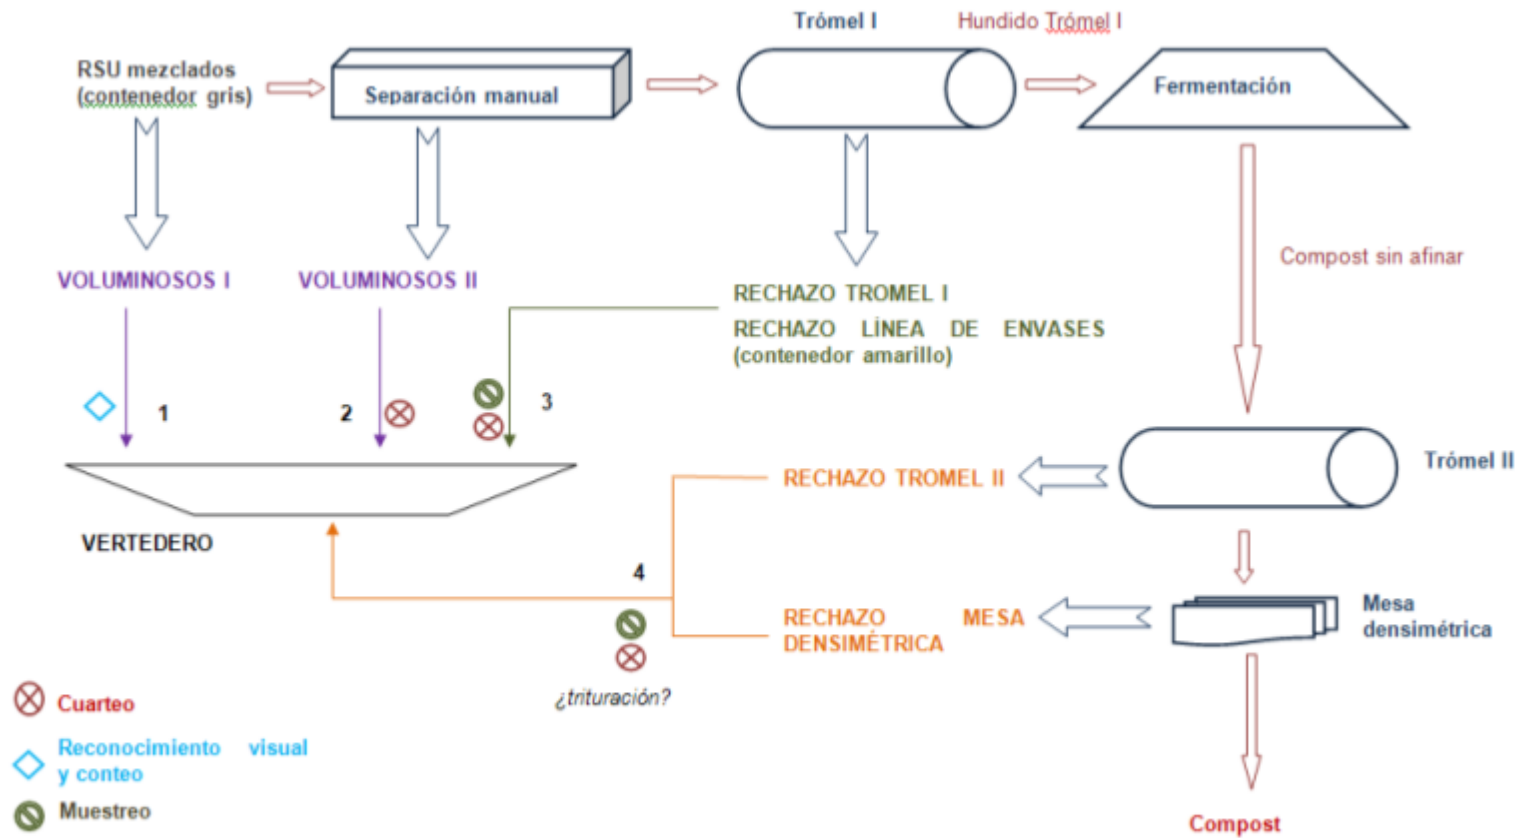 Trómel I
Hundido Trómel I
RSU mezclados
(contenedor gris)
Separación manual
Fermentación
VOLUMINOSOS I
VOLUMINOSOS II
Compost sin afinar
RECHAZO TROMEL I
RECHAZO LÍNEA DE ENVASES
(contenedor amarillo)
1
2
3
RECHAZO TROMEL II
Trómel II
VERTEDERO
4
RECHAZO MESA
DENSIMÉTRICA
Mesa
densimétrica
¿trituración?
Cuarteo
Reconocimiento visual
y conteo
Muestreo
Compost